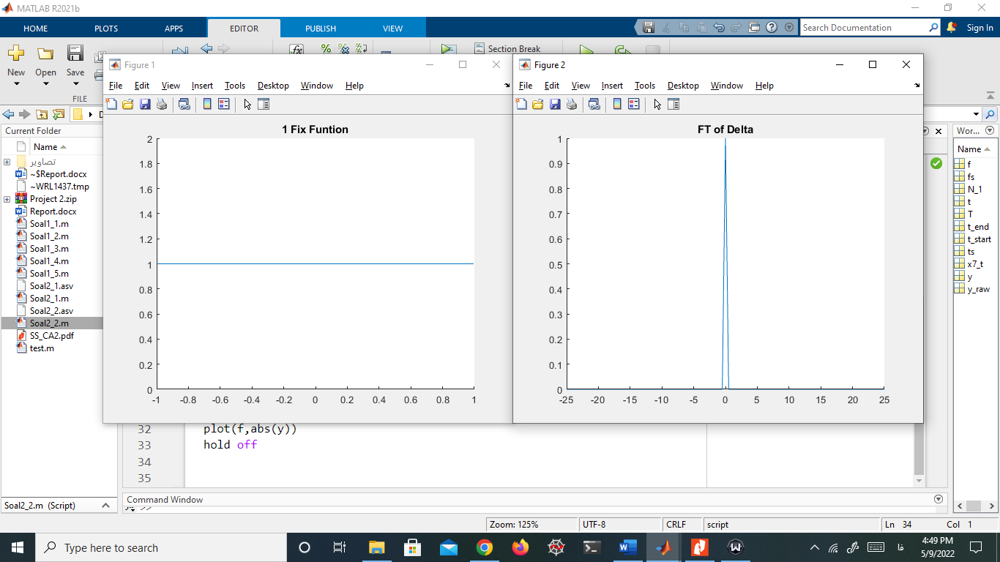 MATLAB R2021b
HOME PLOTS APPS EDITOR PUBLISH VIEW
Search Documentation
Sign In
New Open Save
FILE
Section Break
Figure 1
File Edit View Insert Tools Desktop Window Help
1 Fix Funtion
2
1.8
1.6
1.4
1.2
1
0.8
0.6
0.4
0.2
0
-1 -0.8 -0.6 -0.4 -0.2 0 0.2 0.4 0.6 0.8 1
Figure 2
File Edit View Insert Tools Desktop Window Help
FT of Delta
1
0.9
0.8
0.7
0.6
0.5
0.4
0.3
0.2
0.1
0
-25 -20 -15 -10 -5 0 5 10 15 20 25
Current Folder
Name
تصاویر
~$Report.docx
~WRL1437.tmp
Project 2.zip
Report.docx
Soal1_1.m
Soal1_2.m
Soal1_3.m
Soal1_4.m
Soal1_5.m
Soal2_1.asv
Soal2_1.m
Soal2_2.asv
Soal2_2.m
SS_CA2.pdf
test.m
Soal2_2.m (Script)
Wor...
Name
f
fs
N_1
t
T
t_end
t_start
ts
x7_t
y
y_raw
32 plot(f,abs(y))
33 hold off
34
35
Command Window
Zoom: 125% UTF-8 CRLF script Ln 34 Col 1
Type here to search
فا
4:49 PM
5/9/2022